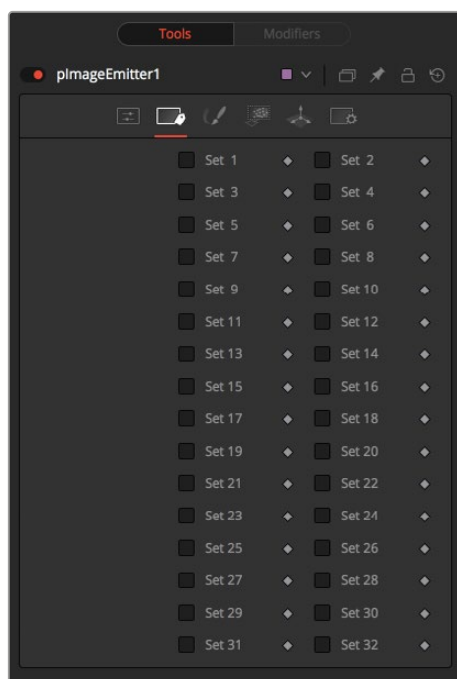 Tools Modifiers
pImageEmitter1
Set 1 Set 2
Set 3 Set 4
Set 5 Set 6
Set 7 Set 8
Set 9 Set 10
Set 11 Set 12
Set 13 Set 14
Set 15 Set 16
Set 17 Set 18
Set 19 Set 20
Set 21 Set 22
Set 23 Set 24
Set 25 Set 26
Set 27 Set 28
Set 29 Set 30
Set 31 Set 32